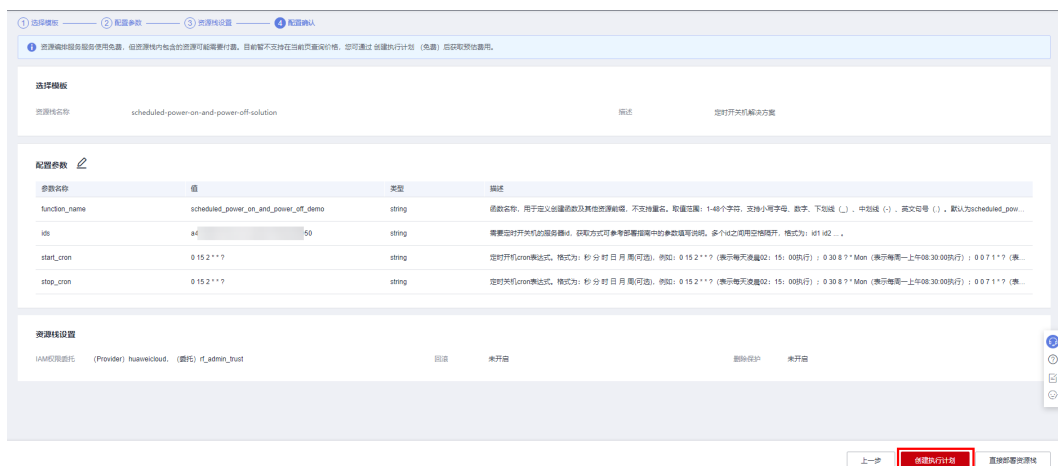 1 选择模板 2 配置参数 3 资源栈设置 4 配置确认
资源编排服务服务使用免费，但资源栈内包含的资源可能需要付费。目前暂不支持在当前页查询价格，您可通过 创建执行计划 （免费）后获取预估费用。
选择模板
资源栈名称 scheduled-power-on-and-power-off-solution 描述 定时开关机解决方案
配置参数
参数名称 值 类型 描述
function_name scheduled_power_on_and_power_off_demo string 函数名称，用于定义创建函数及其他资源前缀，不支持重名。取值范围：1-48个字符，支持小写字母、数字、下划线（_）、中划线（-）、英文句号（.）。默认为scheduled_pow...
ids a4 50 string 需要定时开关机的服务器id，获取方式可参考部署指南中的参数填写说明。多个id之间用空格隔开，格式为：id1 id2 ... 。
start_cron 0 15 2 * * ? string 定时开机cron表达式。格式为：秒 分 时 日 月 周(可选)，例如：0 15 2 * * ?（表示每天凌晨02：15：00执行）; 0 30 8 ? * Mon（表示每周一上午08:30:00执行）; 0 0 7 1 * ?（表...
stop_cron 0 15 2 * * ? string 定时关机cron表达式。格式为：秒 分 时 日 月 周(可选)，例如：0 15 2 * * ?（表示每天凌晨02：15：00执行）; 0 30 8 ? * Mon（表示每周一上午08:30:00执行）; 0 0 7 1 * ?（表...
资源栈设置
IAM权限委托 （Provider）huaweicloud，（委托）rf_admin_trust 回滚 未开启 删除保护 未开启
上一步 创建执行计划 直接部署资源栈